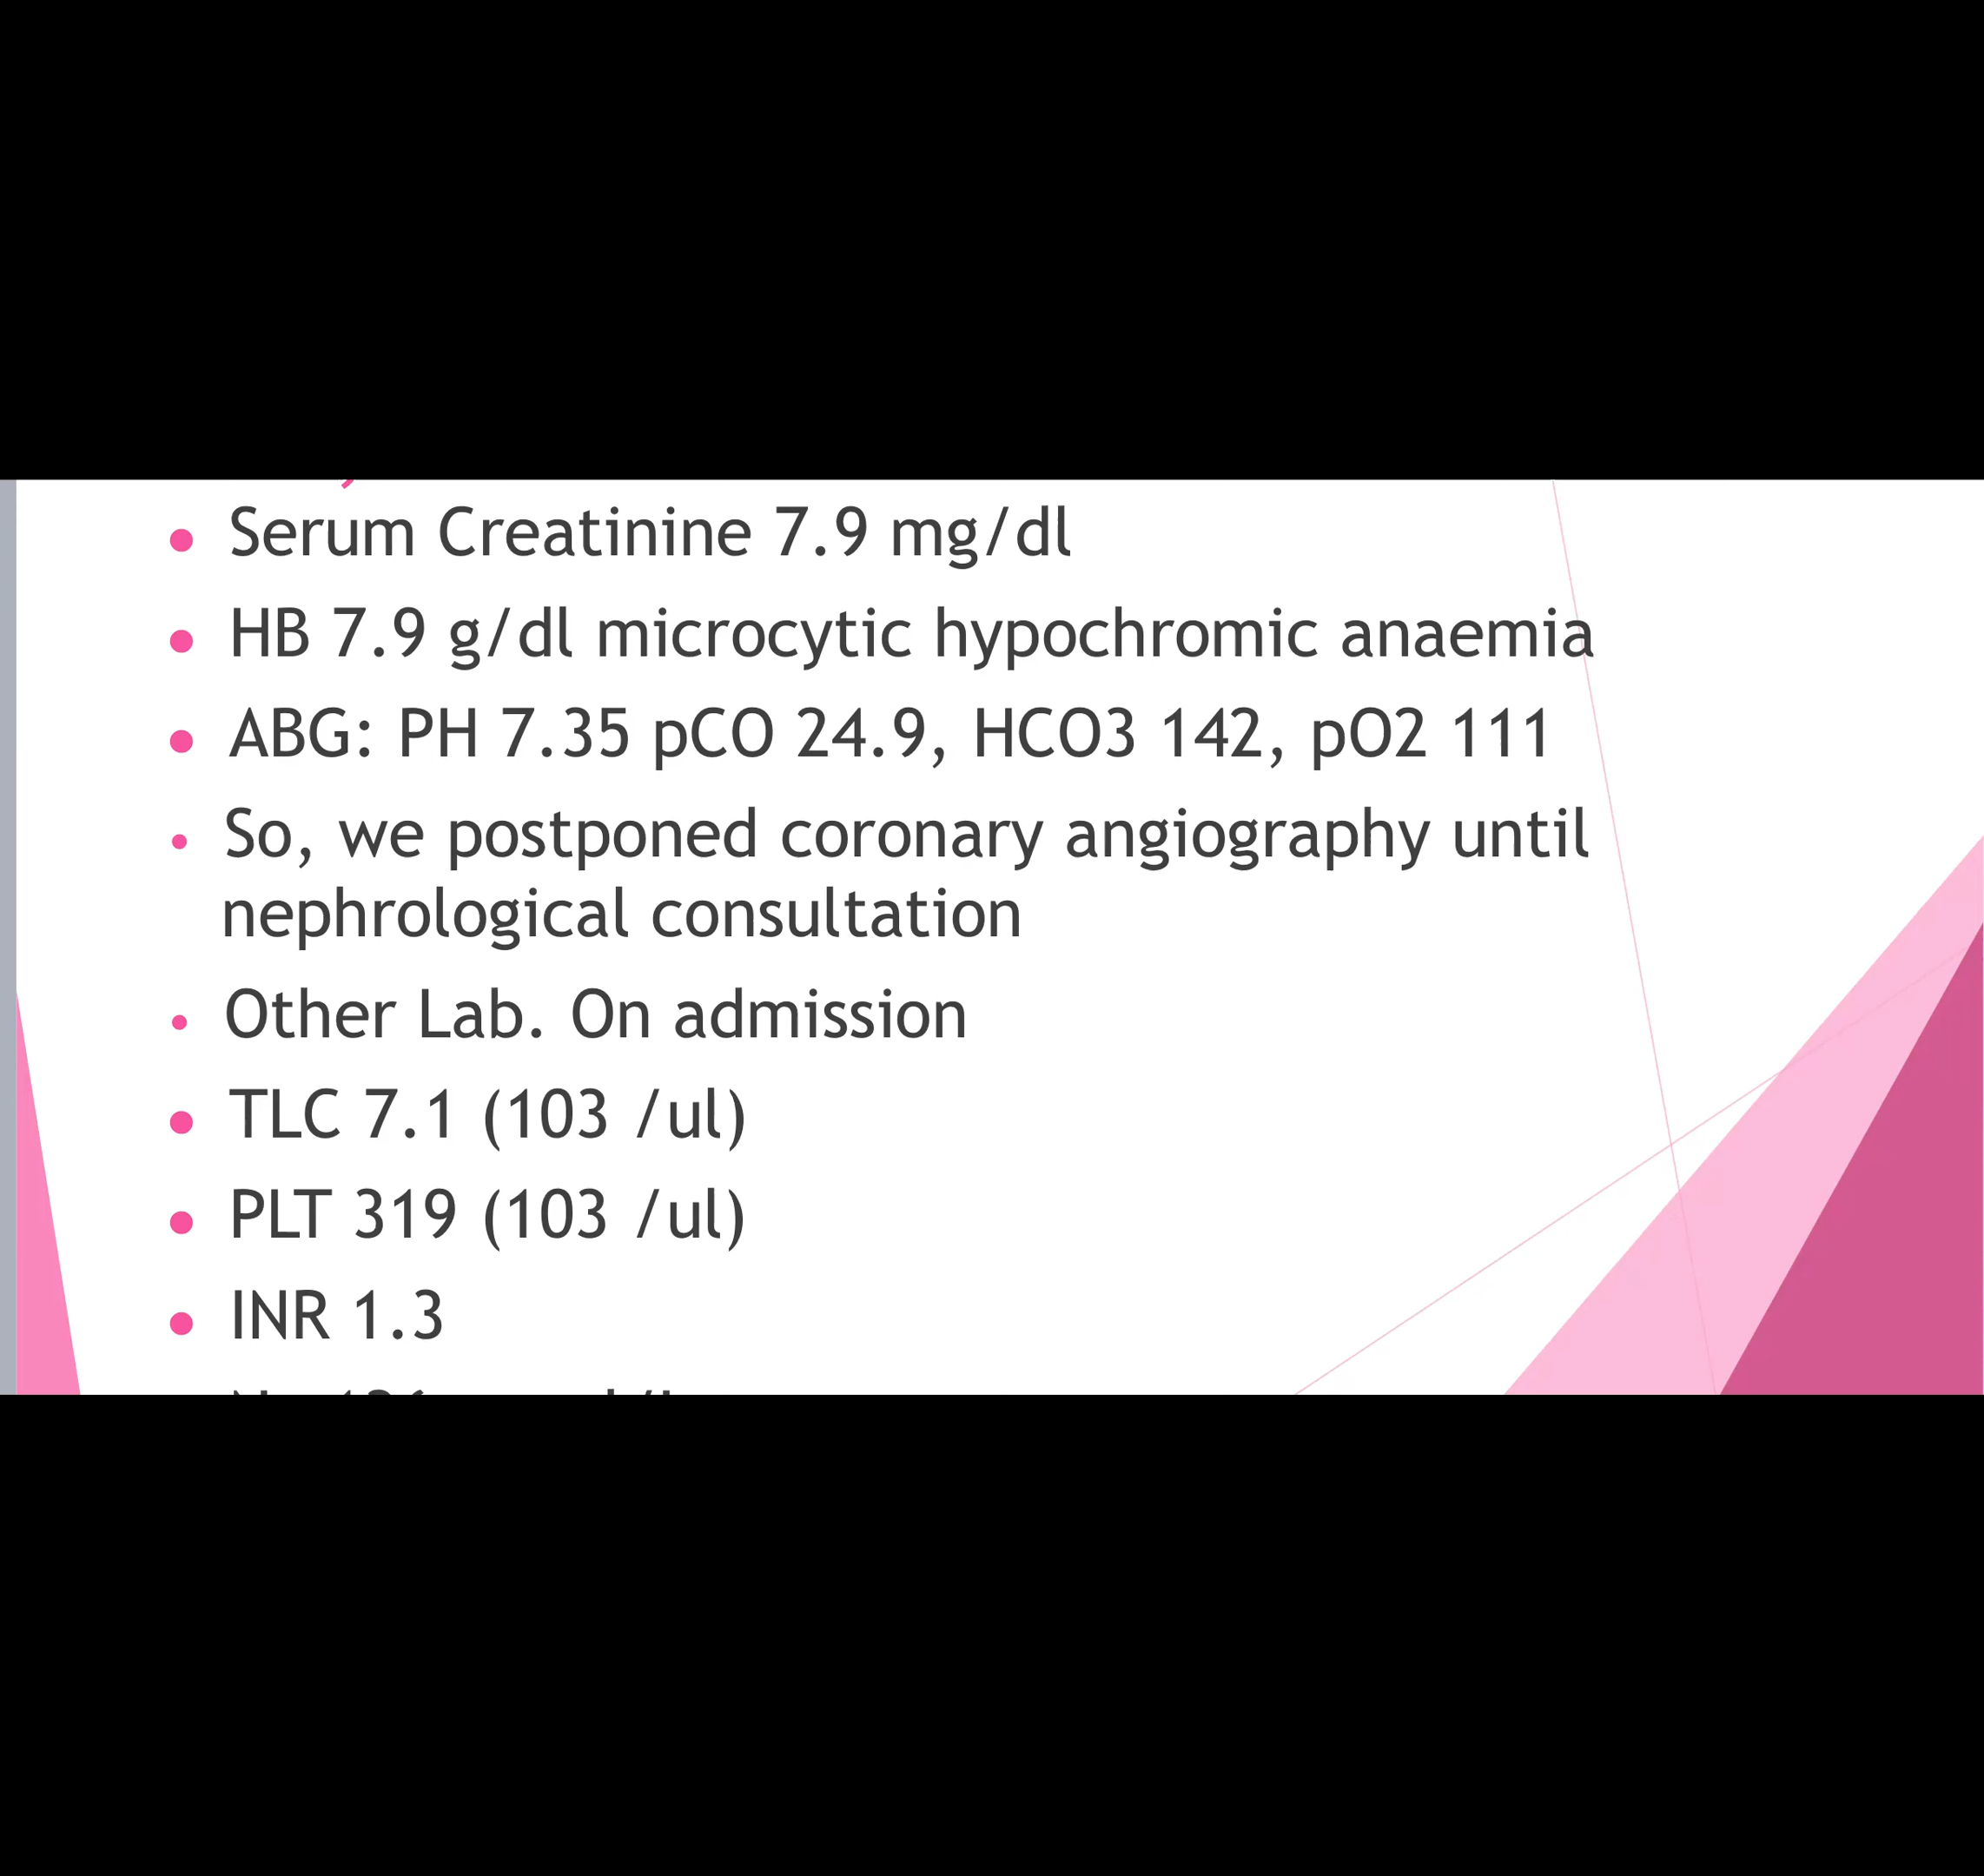 Serum Creatinine 7.9 mg/dl
HB 7.9 g/dl microcytic hypochromic anaemia
ABG: PH 7.35 pCO 24.9, HCO3 142, pO2 111
So, we postponed coronary angiography until
nephrological consultation
Other Lab. On admission
TLC 7.1 (103 /ul)
PLT 319 (103 /ul)
INR 1.3